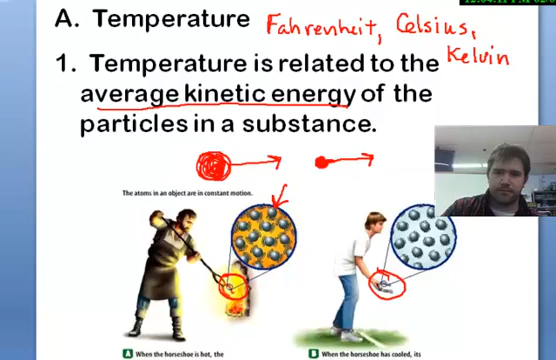 A. Temperature Fahrenheit, Celsius,
Kelvin
1. Temperature is related to the
average kinetic energy of the
particles in a substance.
The atoms in an object are in constant motion.
A When the horseshoe is hot, the
B When the horseshoe has cooled, its